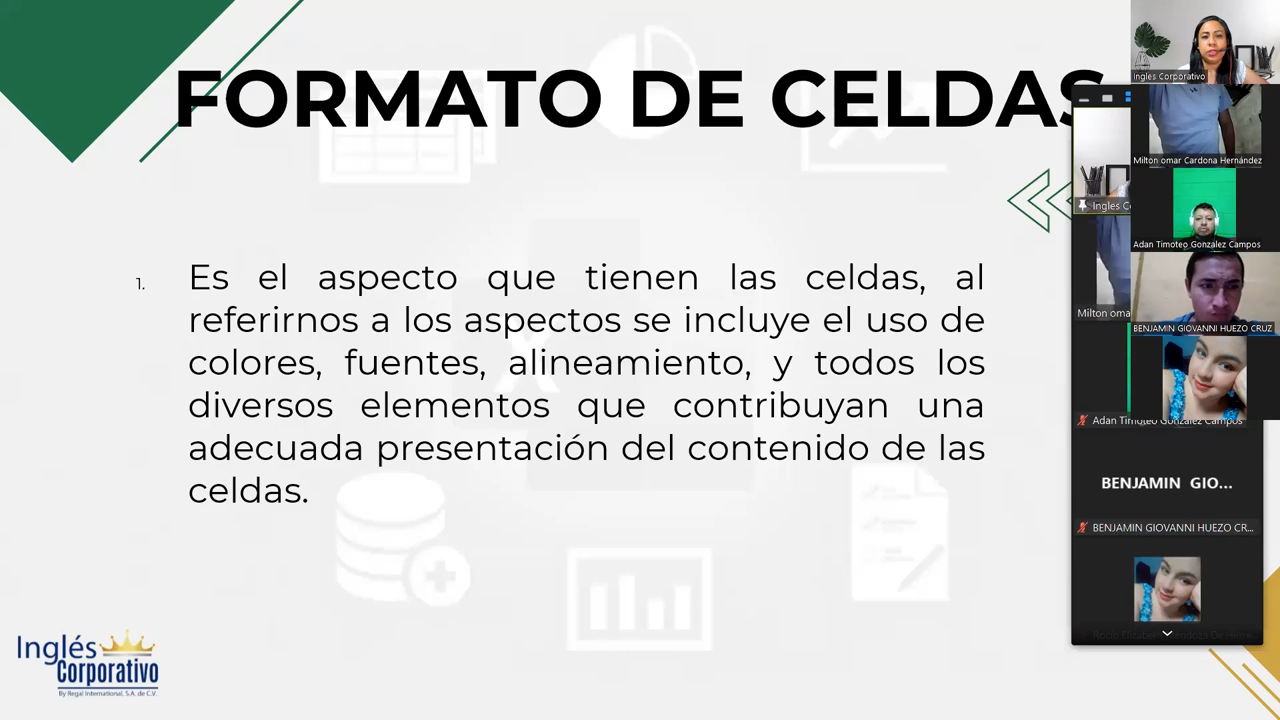 FORMATO DE CELDAS
1. Es el aspecto que tienen las celdas, al
referirnos a los aspectos se incluye el uso de
colores, fuentes, alineamiento, y todos los
diversos elementos que contribuyan una
adecuada presentación del contenido de las
celdas.
Inglés
Corporativo
By Regal International, S.A. de C.V.
Ingles Corporativo
Milton omar Cardona Hernández
Adan Timoteo Gonzalez Campos
BENJAMIN GIOVANNI HUEZO CRUZ
Ingles C
Milton oma
Adan Timoteo Gonzalez Campos
BENJAMIN GIO...
BENJAMIN GIOVANNI HUEZO CR...